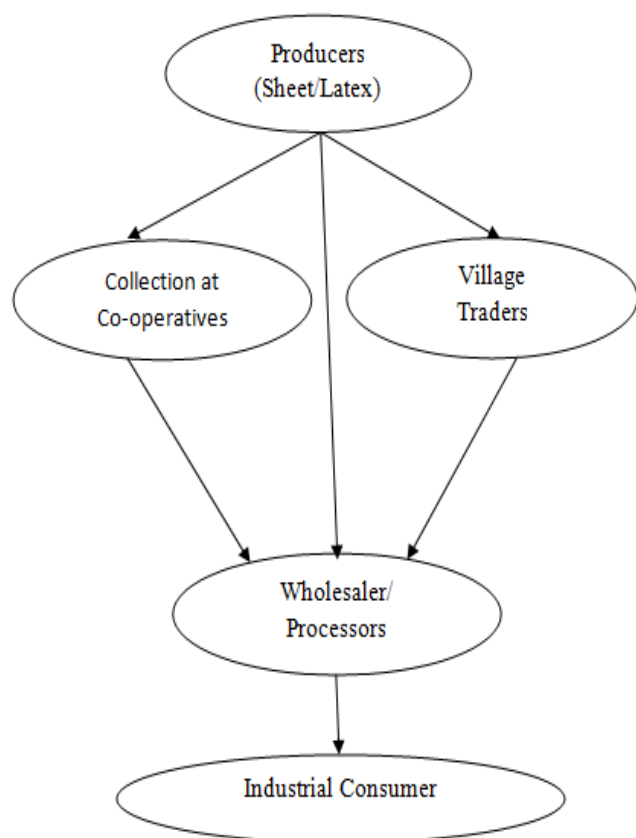 Producers
(Sheet/Latex)
Collection at
Co-operatives
Village
Traders
Wholesaler/
Processors
Industrial Consumer